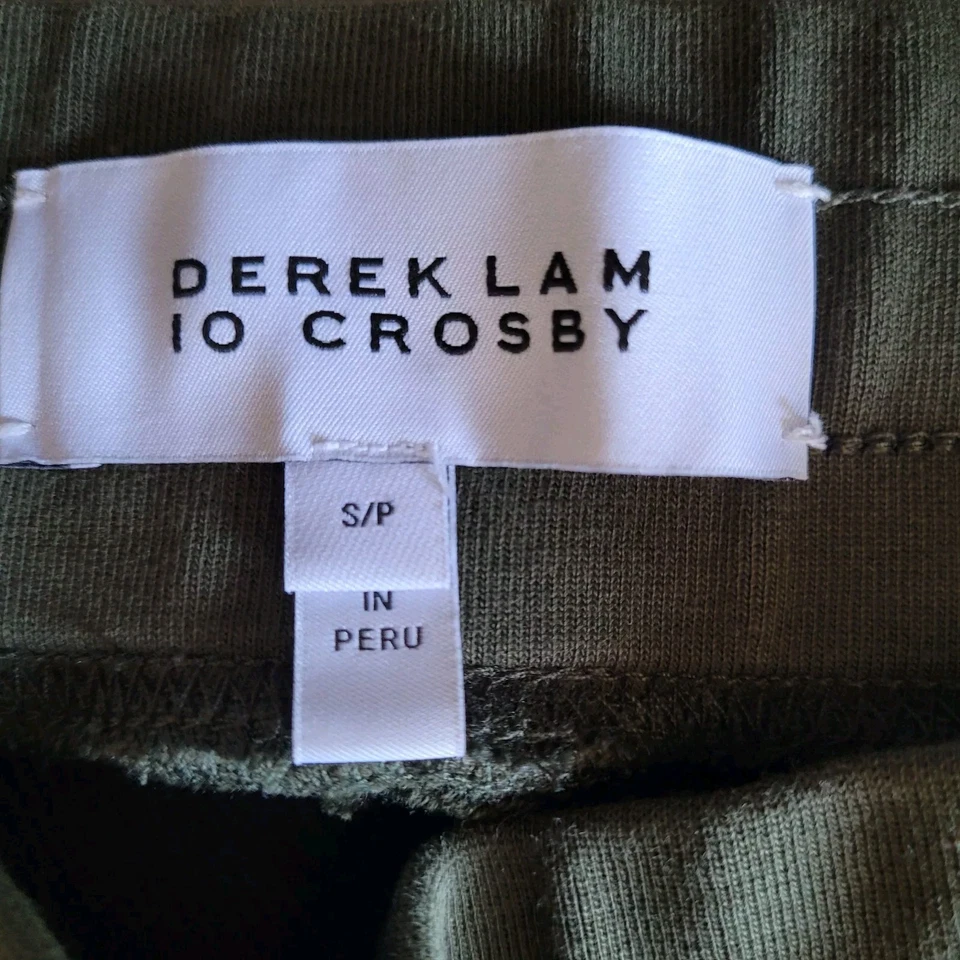 DEREK LAM
10 CROSBY
S/P
IN
PERU